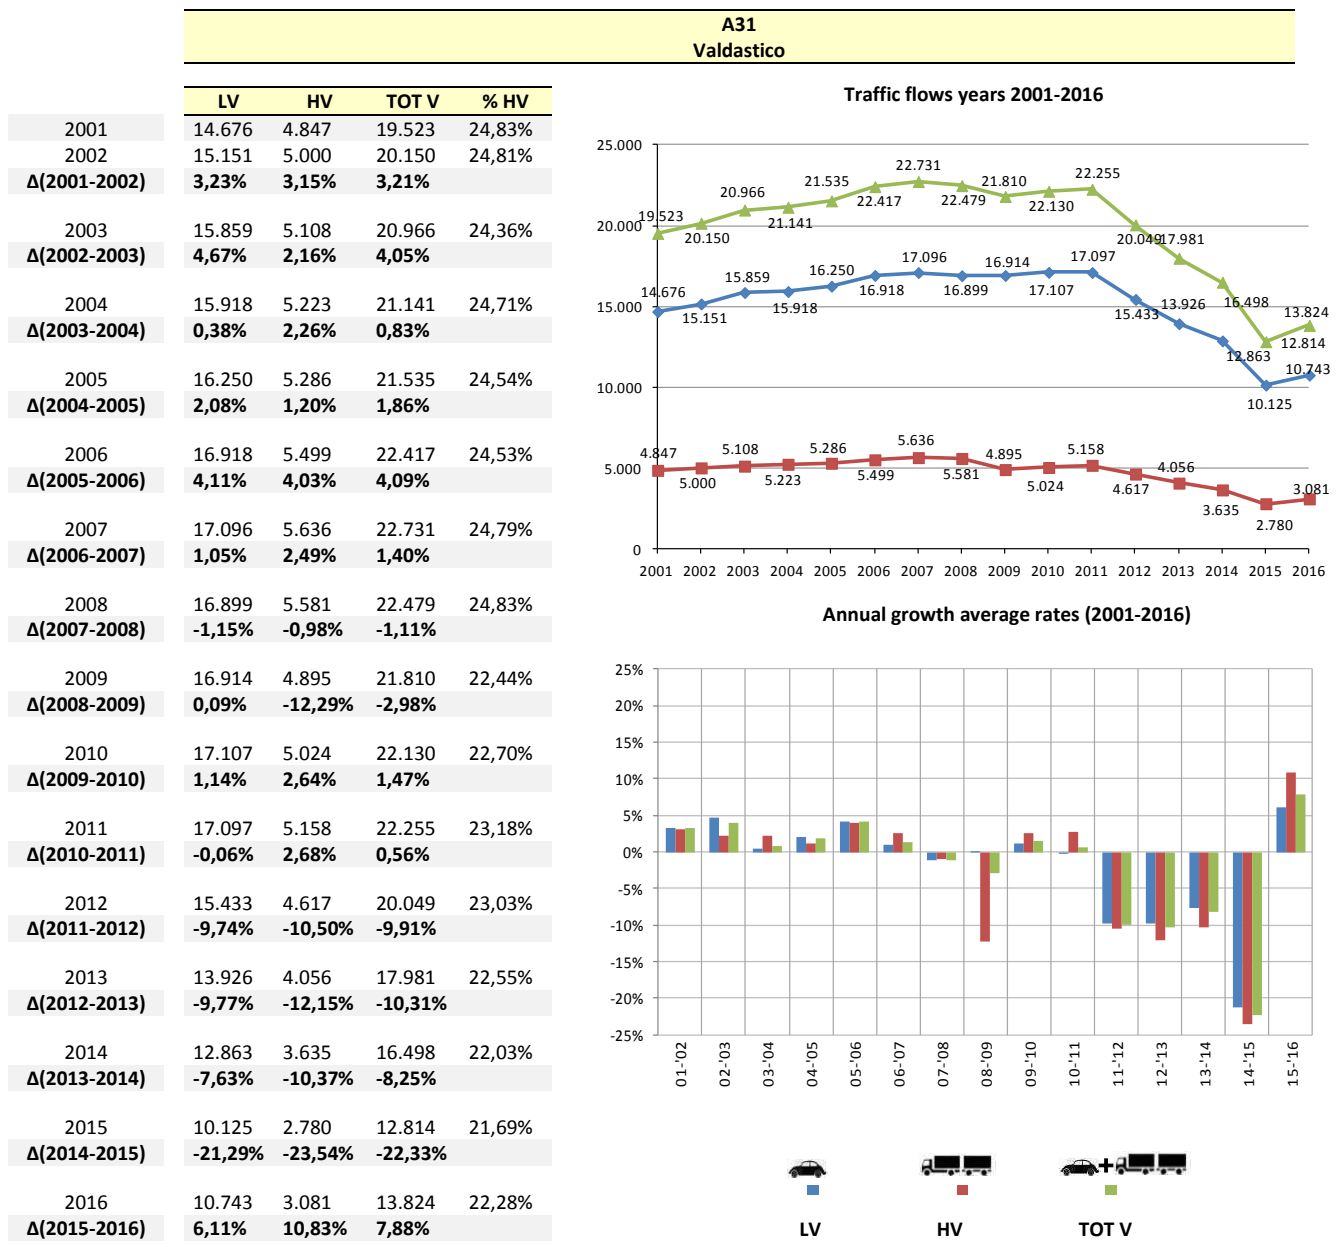 A31
Valdastico
LV HV TOT V % HV
2001 14.676 4.847 19.523 24,83%
2002 15.151 5.000 20.150 24,81%
Δ(2001-2002) 3,23% 3,15% 3,21%
2003 15.859 5.108 20.966 24,36%
Δ(2002-2003) 4,67% 2,16% 4,05%
2004 15.918 5.223 21.141 24,71%
Δ(2003-2004) 0,38% 2,26% 0,83%
2005 16.250 5.286 21.535 24,54%
Δ(2004-2005) 2,08% 1,20% 1,86%
2006 16.918 5.499 22.417 24,53%
Δ(2005-2006) 4,11% 4,03% 4,09%
2007 17.096 5.636 22.731 24,79%
Δ(2006-2007) 1,05% 2,49% 1,40%
2008 16.899 5.581 22.479 24,83%
Δ(2007-2008) -1,15% -0,98% -1,11%
2009 16.914 4.895 21.810 22,44%
Δ(2008-2009) 0,09% -12,29% -2,98%
2010 17.107 5.024 22.130 22,70%
Δ(2009-2010) 1,14% 2,64% 1,47%
2011 17.097 5.158 22.255 23,18%
Δ(2010-2011) -0,06% 2,68% 0,56%
2012 15.433 4.617 20.049 23,03%
Δ(2011-2012) -9,74% -10,50% -9,91%
2013 13.926 4.056 17.981 22,55%
Δ(2012-2013) -9,77% -12,15% -10,31%
2014 12.863 3.635 16.498 22,03%
Δ(2013-2014) -7,63% -10,37% -8,25%
2015 10.125 2.780 12.814 21,69%
Δ(2014-2015) -21,29% -23,54% -22,33%
2016 10.743 3.081 13.824 22,28%
Δ(2015-2016) 6,11% 10,83% 7,88%
Traffic flows years 2001-2016
25.000
20.000
15.000
10.000
5.000
0
19.523 20.150 20.966 21.141 21.535 22.417 22.731 22.479 21.810 22.130 22.255 20.049 17.981 16.498 12.814 13.824
14.676 15.151 15.859 15.918 16.250 16.918 17.096 16.899 16.914 17.107 17.097 15.433 13.926 12.863 10.125 10.743
4.847 5.000 5.108 5.223 5.286 5.499 5.636 5.581 4.895 5.024 5.158 4.617 4.056 3.635 2.780 3.081
2001 2002 2003 2004 2005 2006 2007 2008 2009 2010 2011 2012 2013 2014 2015 2016
Annual growth average rates (2001-2016)
25%
20%
15%
10%
5%
0%
-5%
-10%
-15%
-20%
-25%
01-'02 02-'03 03-'04 04-'05 05-'06 06-'07 07-'08 08-'09 09-'10 10-'11 11-'12 12-'13 13-'14 14-'15 15-'16
+
LV HV TOT V